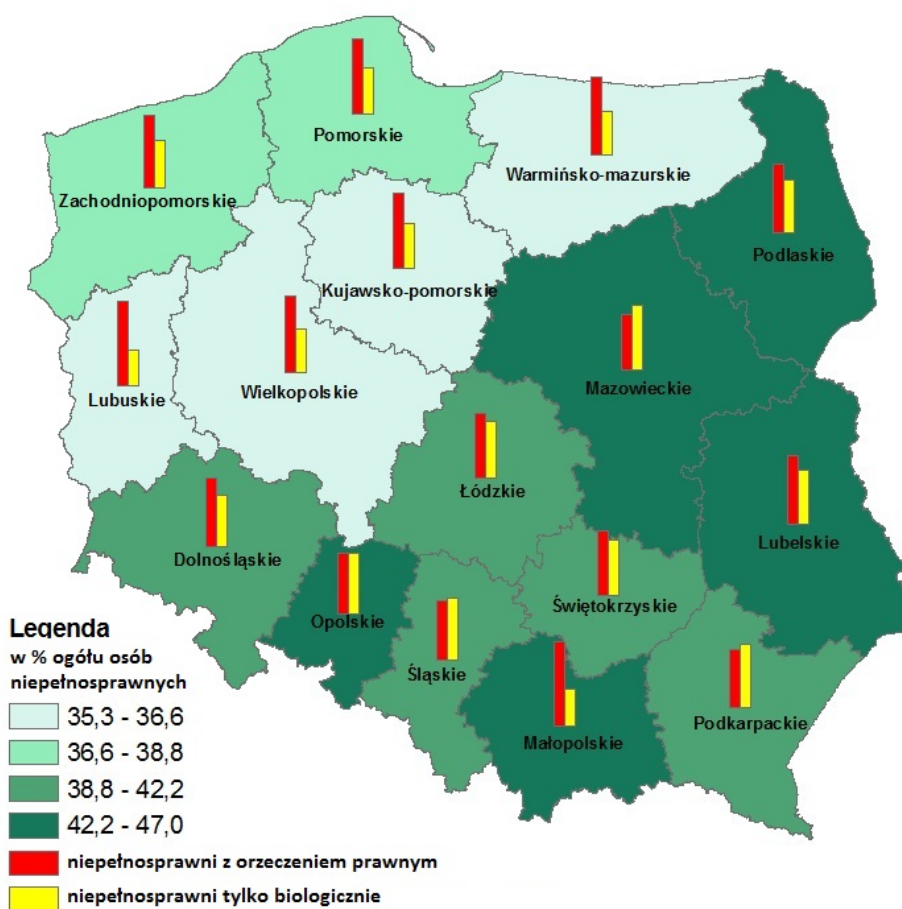 Pomorskie
Warmińsko-mazurskie
Zachodniopomorskie
Podlaskie
Kujawsko-pomorskie
Mazowieckie
Wielkopolskie
Lubuskie
Łódzkie
Lubelskie
Dolnośląskie
Świętokrzyskie
Opolskie
Śląskie
Podkarpackie
Małopolskie
Legenda
w % ogółu osób
niepełnosprawnych
35,3 - 36,6
36,6 - 38,8
38,8 - 42,2
42,2 - 47,0
niepełnosprawni z orzeczeniem prawnym
niepełnosprawni tylko biologicznie